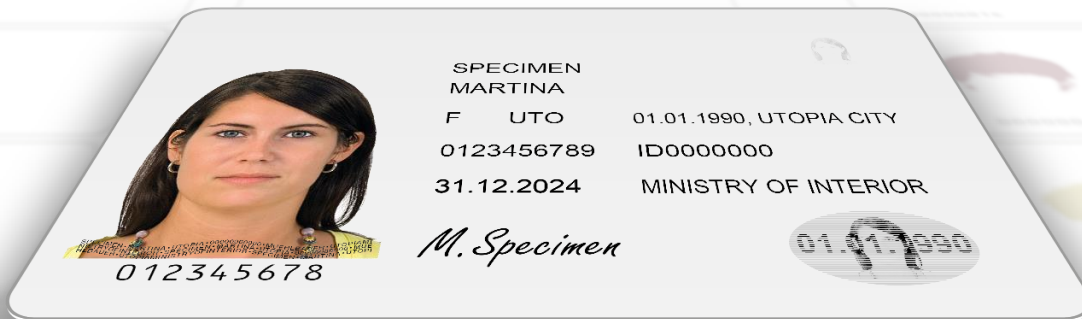 SPECIMEN
MARTINA
F UTO 01.01.1990, UTOPIA CITY
0123456789 ID0000000
31.12.2024 MINISTRY OF INTERIOR
M. Specimen
01.01.1990
012345678